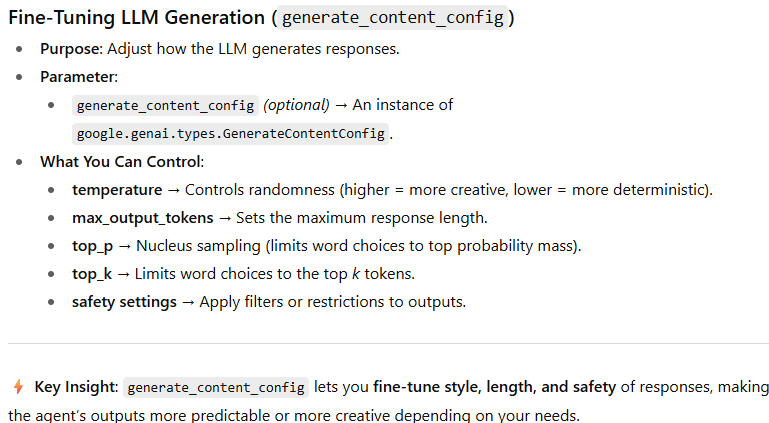 Fine-Tuning LLM Generation (generate_content_config)
• Purpose: Adjust how the LLM generates responses.
• Parameter:
• generate_content_config (optional) → An instance of
google.genai.types.GenerateContentConfig.
• What You Can Control:
• temperature → Controls randomness (higher = more creative, lower = more deterministic).
• max_output_tokens → Sets the maximum response length.
• top_p → Nucleus sampling (limits word choices to top probability mass).
• top_k → Limits word choices to the top k tokens.
• safety settings → Apply filters or restrictions to outputs.
⚡ Key Insight: generate_content_config lets you fine-tune style, length, and safety of responses, making
the agent's outputs more predictable or more creative depending on your needs.